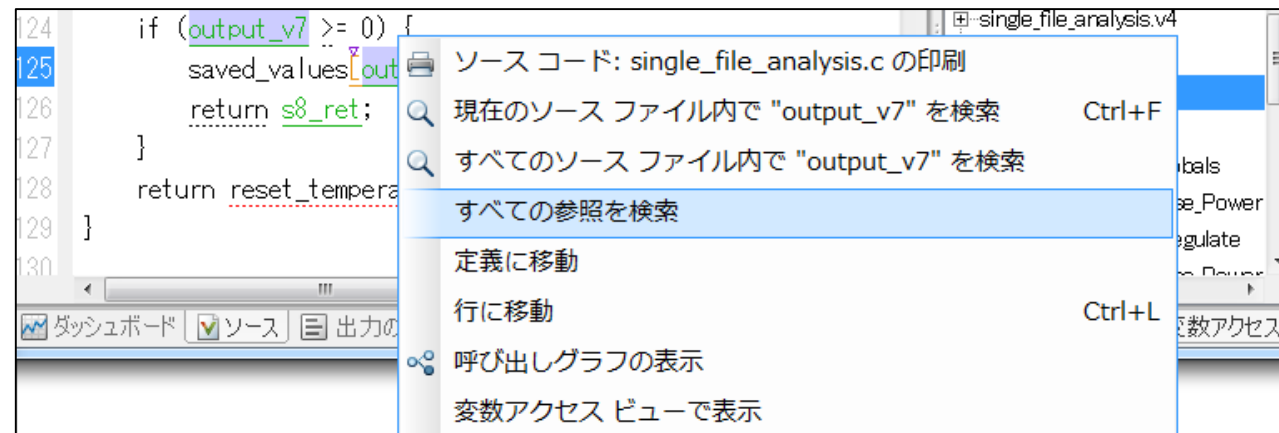 124 if (output_v7 >= 0) {
125 saved_values[out
126 return s8_ret;
127 }
128 return reset_tempera
129 }
130
ソース コード: single_file_analysis.c の印刷
現在のソース ファイル内で "output_v7" を検索 Ctrl+F
すべてのソース ファイル内で "output_v7" を検索
すべての参照を検索
定義に移動
行に移動 Ctrl+L
呼び出しグラフの表示
変数アクセス ビューで表示
single_file_analysis.v4
se_Power
egulate
ダッシュボード ソース 出力の
変数アクセス